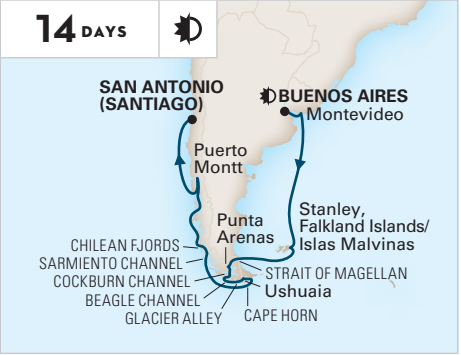 14 DAYS
SAN ANTONIO
(SANTIAGO)
BUENOS AIRES
Montevideo
Puerto
Montt
Punta
Arenas
Stanley,
Falkland Islands/
Islas Malvinas
CHILEAN FJORDS
SARMIENTO CHANNEL
COCKBURN CHANNEL
BEAGLE CHANNEL
GLACIER ALLEY
STRAIT OF MAGELLAN
Ushuaia
CAPE HORN